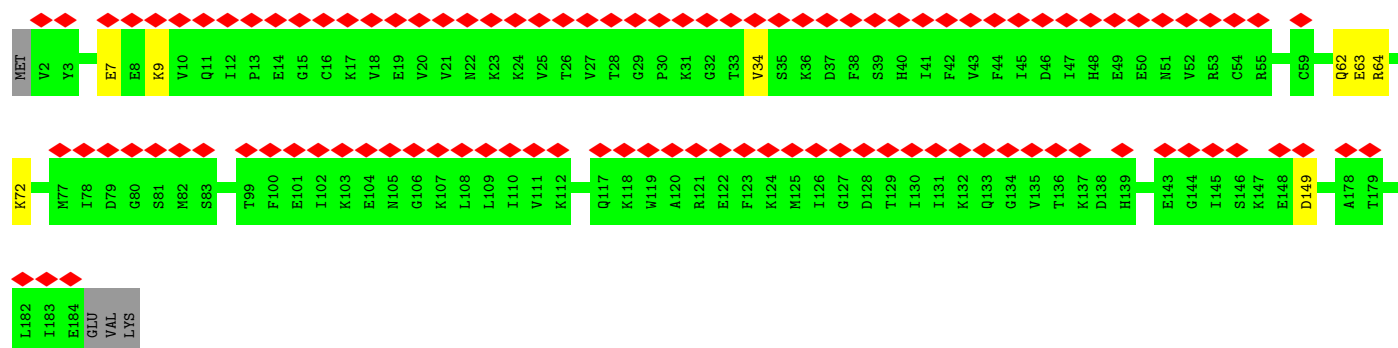 MET V2 Y3 E7 E8 K9 V10 Q11 I12 P13 E14 G15 C16 K17 V18 E19 V20 V21 N22 K23 K24 V25 T26 V27 T28 G29 P30 K31 G32 T33 V34 S35 K36 D37 F38 S39 H40 I41 F42 V43 F44 I45 D46 I47 H48 E49 E50 N51 V52 R53 C54 R55 C59 Q62 E63 R64
K72 M77 I78 D79 G80 S81 M82 S83 T99 F100 E101 I102 K103 E104 N105 G106 K107 L108 L109 I110 V111 K112 Q117 K118 W119 A120 R121 E122 F123 K124 M125 I126 G127 D128 T129 I130 I131 K132 Q133 G134 V135 T136 K137 D138 H139 E143 G144 I145 S146 K147 E148 D149 A178 T179
L182 I183 E184 GLU VAL LYS